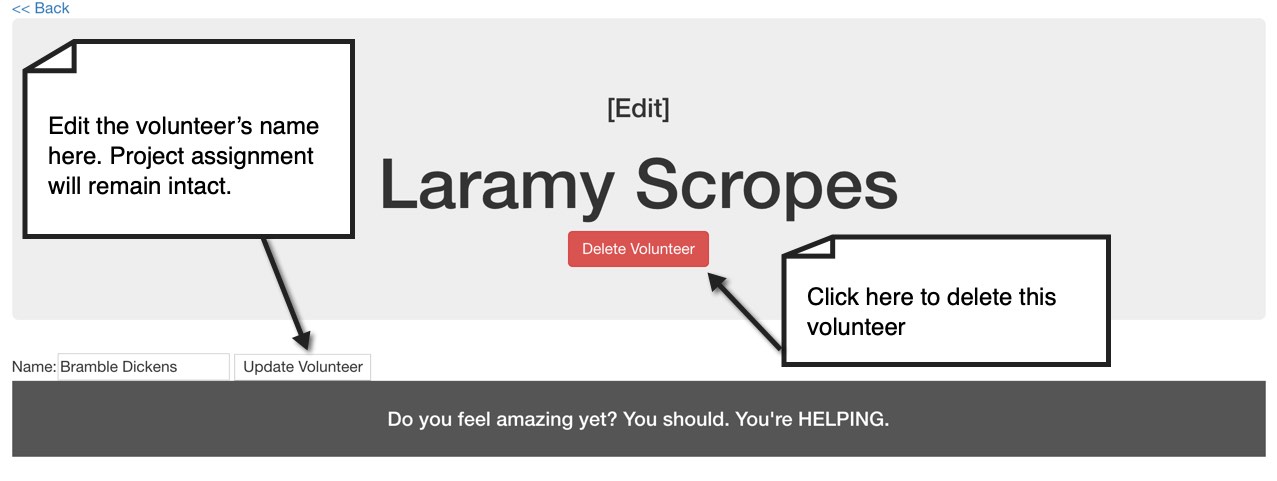 << Back
Edit the volunteer’s name
here. Project assignment
will remain intact.
[Edit]
Laramy Scropes
Delete Volunteer
Click here to delete this
volunteer
Name: Bramble Dickens Update Volunteer
Do you feel amazing yet? You should. You're HELPING.